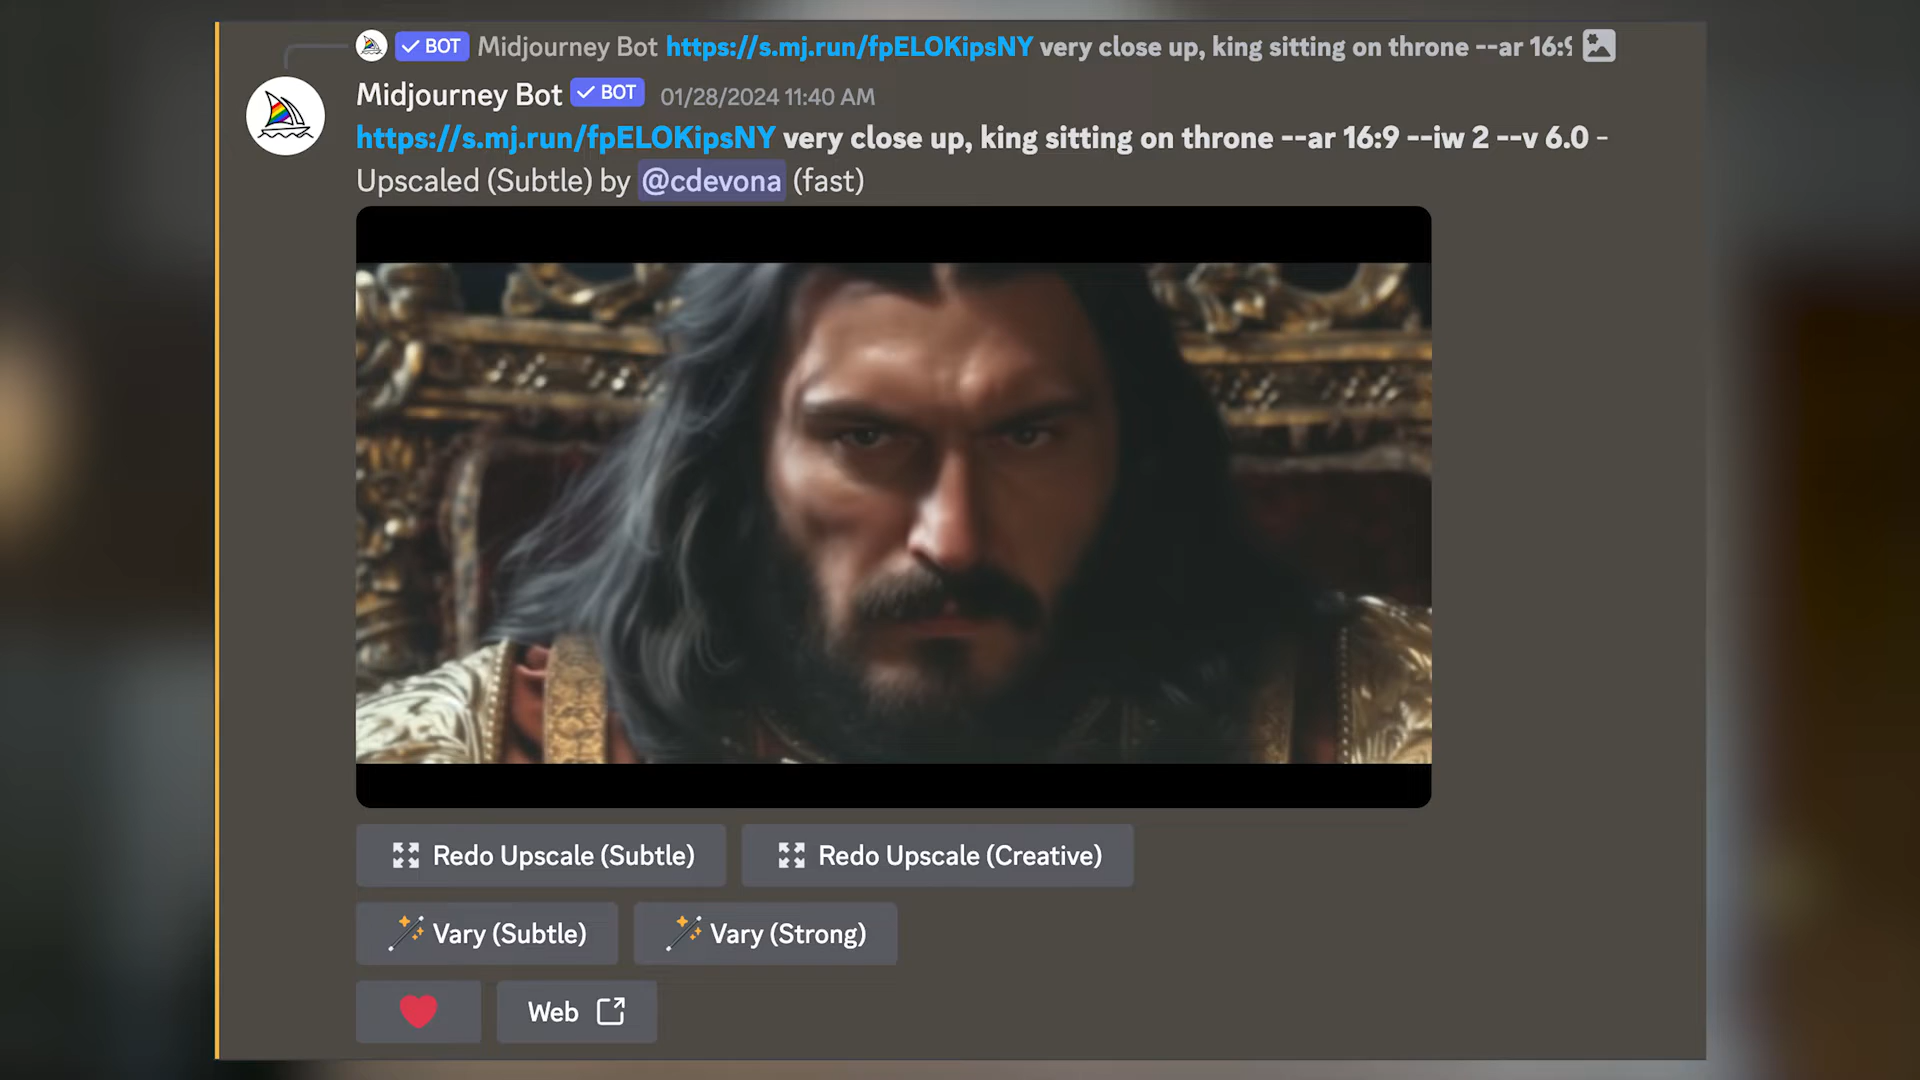 ✓ BOT Midjourney Bot https://s.mj.run/fpELOKipsNY very close up, king sitting on throne --ar 16:9
Midjourney Bot ✓ BOT 01/28/2024 11:40 AM
https://s.mj.run/fpELOKipsNY very close up, king sitting on throne --ar 16:9 --iw 2 --v 6.0 -
Upscaled (Subtle) by @cdevona (fast)
Redo Upscale (Subtle) Redo Upscale (Creative)
Vary (Subtle) Vary (Strong)
Web